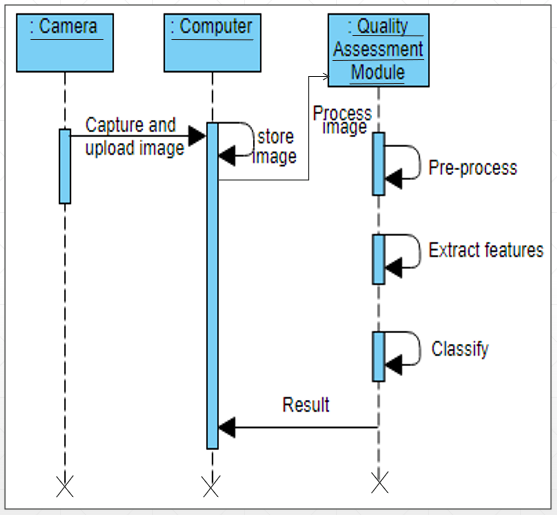 : Camera
: Computer
: Quality
Assessment
Module
Capture and
upload image
store
image
Process
image
Pre-process
Extract features
Classify
Result